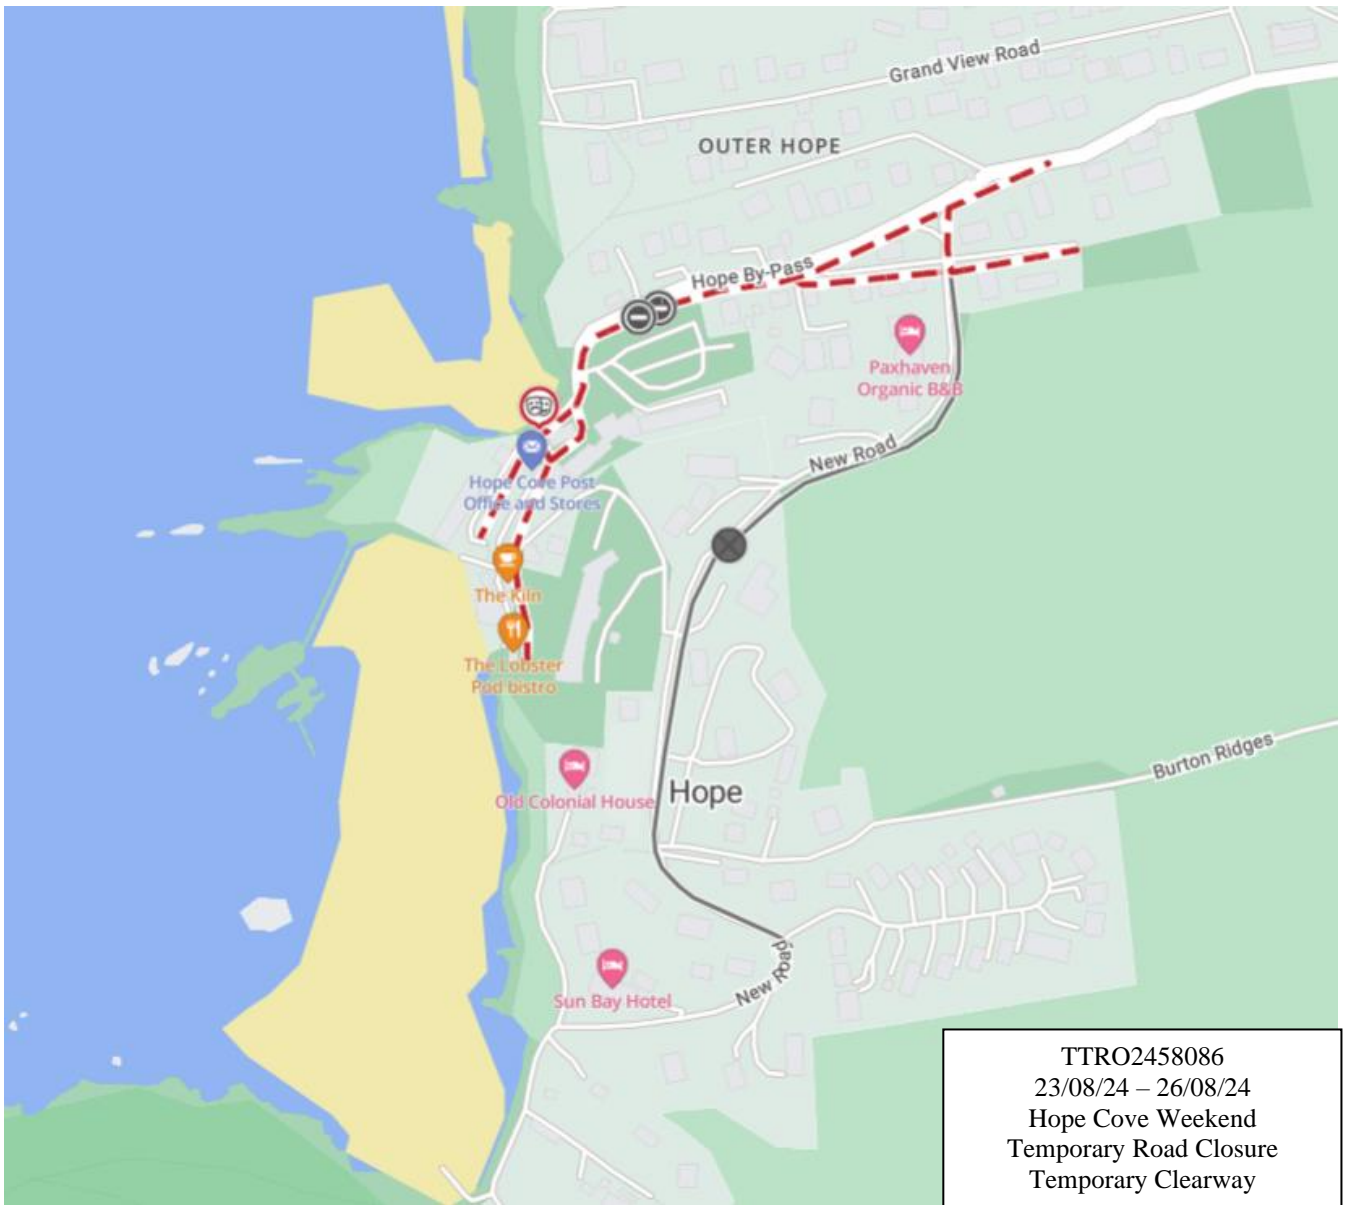 Grand View Road
OUTER HOPE
Hope By-Pass
Paxhaven
Organic B&B
New Road
Hope Cove Post
Office and Stores
The Kiln
The Lobster
Pod bistro
Burton Ridges
Old Colonial House
Hope
New Road
Sun Bay Hotel
TTRO2458086
23/08/24 – 26/08/24
Hope Cove Weekend
Temporary Road Closure
Temporary Clearway